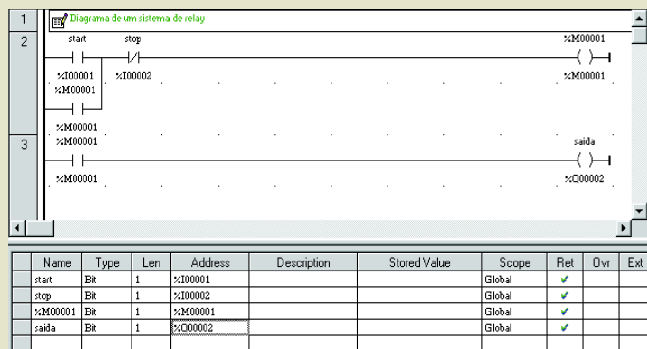 1 Diagrama de um sistema de relay
2 start stop %M00001
%I00001 %I00002 %M00001
%M00001
%M00001
3 %M00001 saida
%M00001 %Q00002
Name Type Len Address Description Stored Value Scope Ret Ovr Ext
start Bit 1 %I00001 Global
stop Bit 1 %I00002 Global
%M00001 Bit 1 %M00001 Global
saida Bit 1 %Q00002 Global